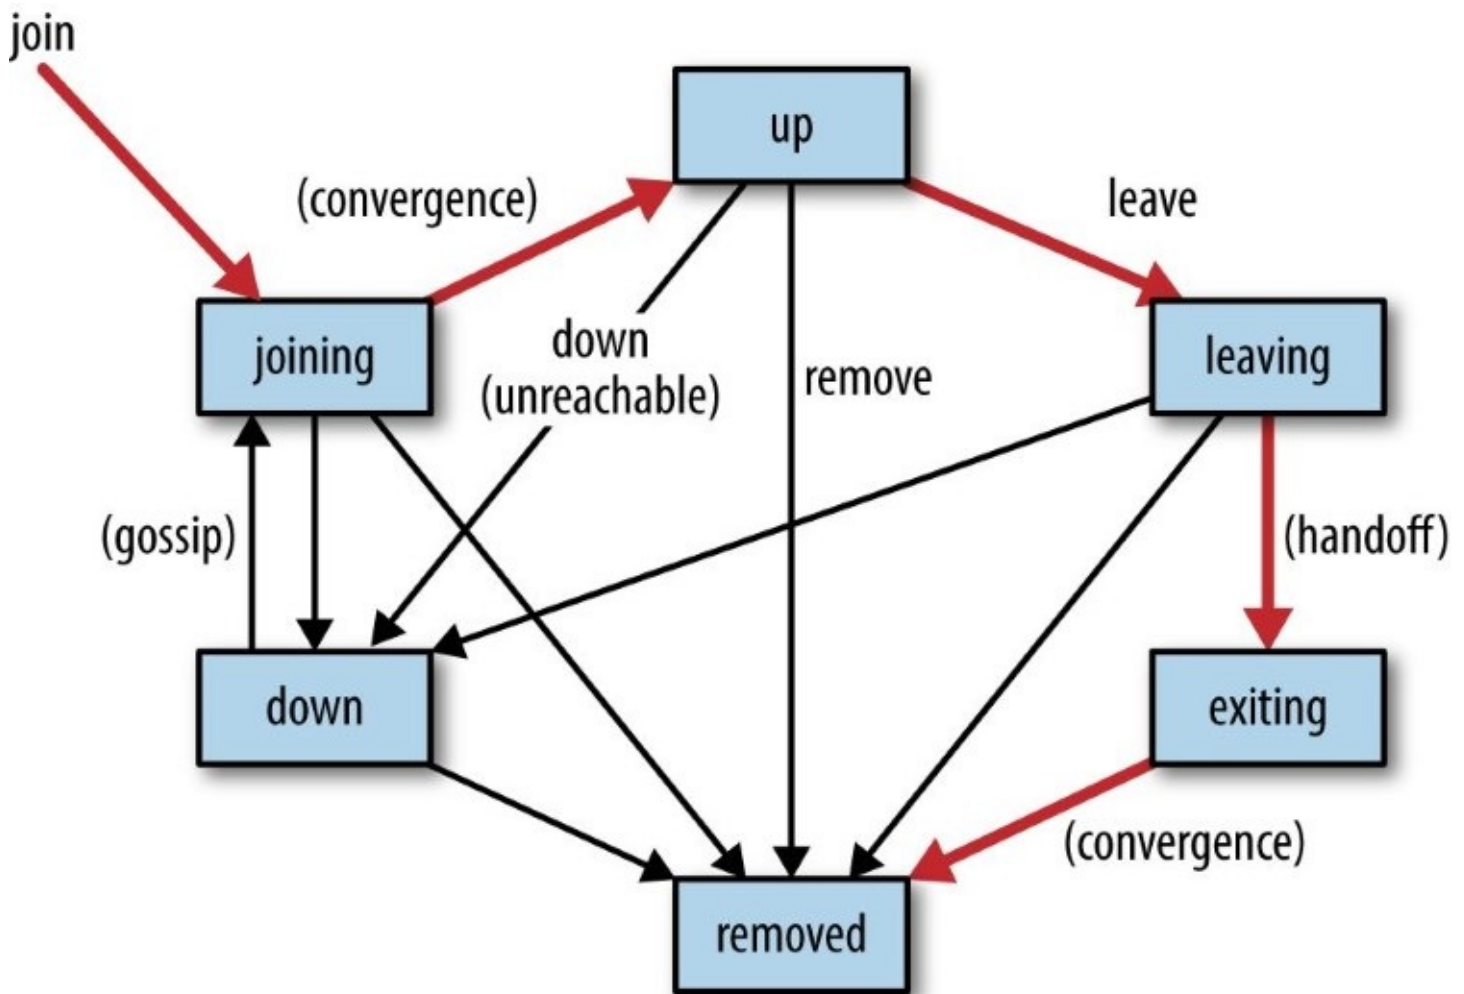 join
up
(convergence)
leave
joining
down
(unreachable)
remove
leaving
(gossip)
(handoff)
down
exiting
(convergence)
removed